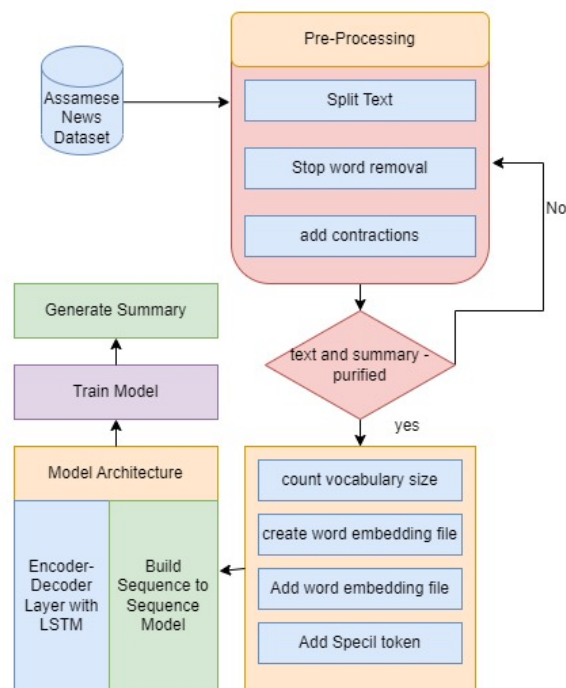 Pre-Processing
Assamese
News
Dataset
Split Text
Stop word removal
add contractions
No
text and summary -
purified
yes
count vocabulary size
create word embedding file
Add word embedding file
Add Specil token
Generate Summary
Train Model
Model Architecture
Encoder-
Decoder
Layer with
LSTM
Build
Sequence to
Sequence
Model